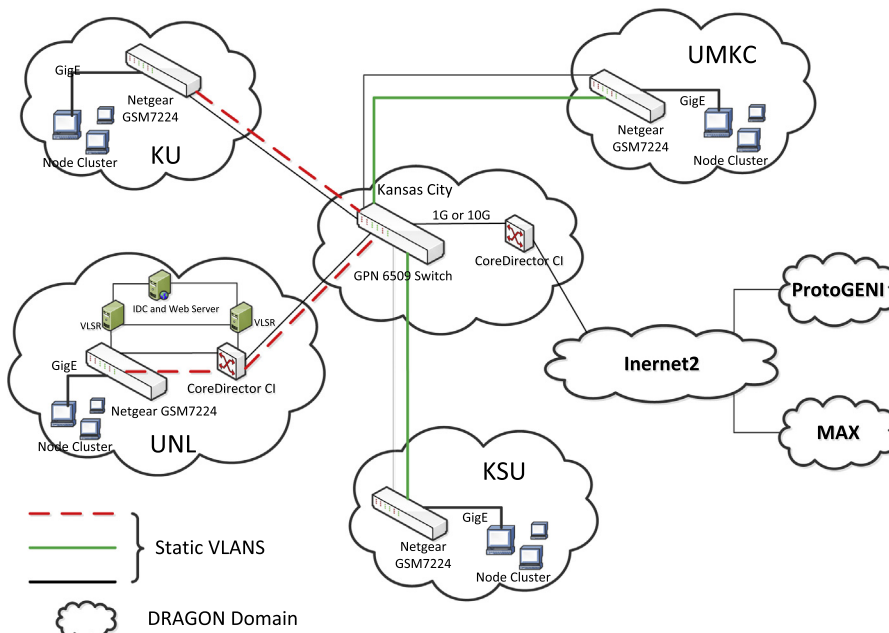 GigE
Netgear
GSM7224
Node Cluster
KU
UMKC
GigE
Netgear
GSM7224
Node Cluster
Kansas City
1G or 10G
CoreDirector CI
GPN 6509 Switch
IDC and Web Server
VLSR
VLSR
GigE
CoreDirector CI
Netgear GSM7224
Node Cluster
UNL
ProtoGENI
Inernet2
MAX
KSU
GigE
Netgear
GSM7224
Node Cluster
Static VLANS
DRAGON Domain